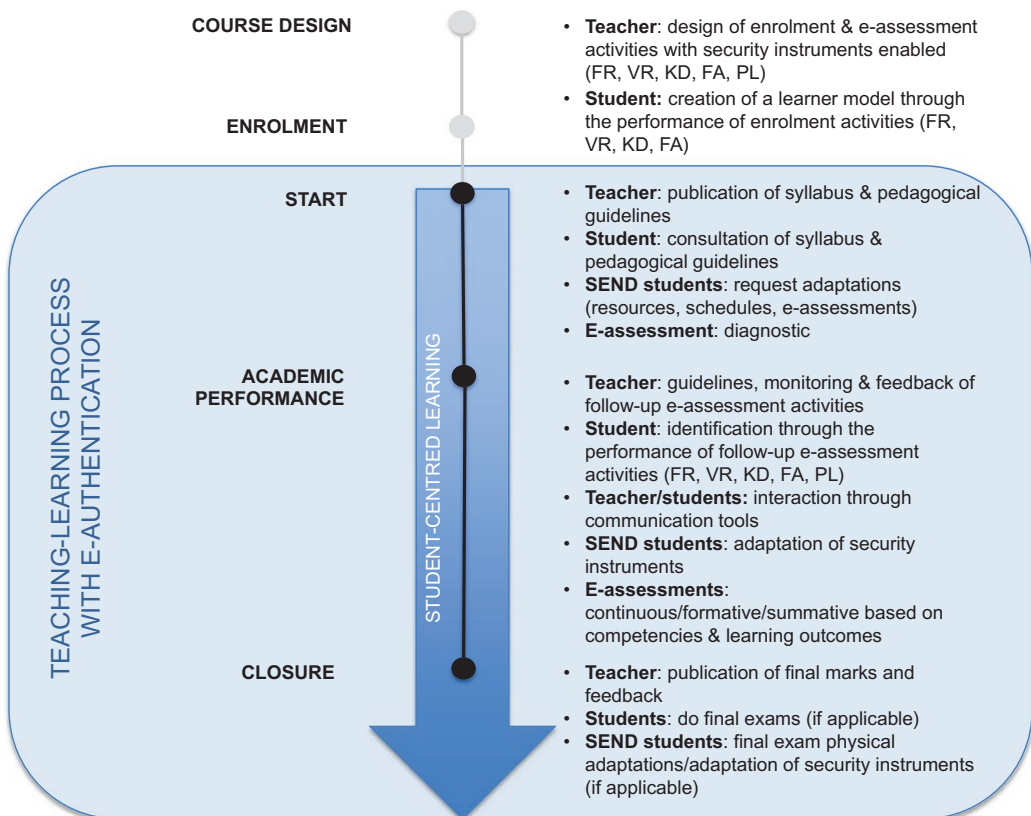 COURSE DESIGN
• Teacher: design of enrolment & e-assessment
activities with security instruments enabled
(FR, VR, KD, FA, PL)
• Student: creation of a learner model through
the performance of enrolment activities (FR,
VR, KD, FA)
ENROLMENT
START
• Teacher: publication of syllabus & pedagogical
guidelines
• Student: consultation of syllabus &
pedagogical guidelines
• SEND students: request adaptations
(resources, schedules, e-assessments)
• E-assessment: diagnostic
ACADEMIC
PERFORMANCE
• Teacher: guidelines, monitoring & feedback of
follow-up e-assessment activities
• Student: identification through the
performance of follow-up e-assessment
activities (FR, VR, KD, FA, PL)
• Teacher/students: interaction through
communication tools
• SEND students: adaptation of security
instruments
• E-assessments:
continuous/formative/summative based on
competencies & learning outcomes
CLOSURE
• Teacher: publication of final marks and
feedback
• Students: do final exams (if applicable)
• SEND students: final exam physical
adaptations/adaptation of security instruments
(if applicable)
TEACHING-LEARNING PROCESS
WITH E-AUTHENTICATION
STUDENT-CENTRED LEARNING